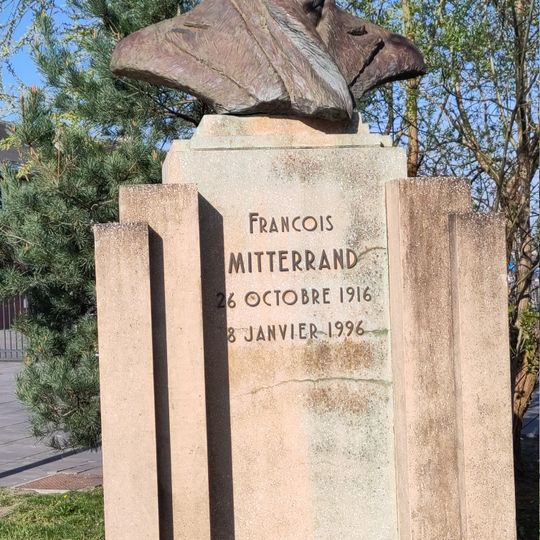 FRANCOIS
MITTERRAND
26 OCTOBRE 1916
8 JANVIER 1996